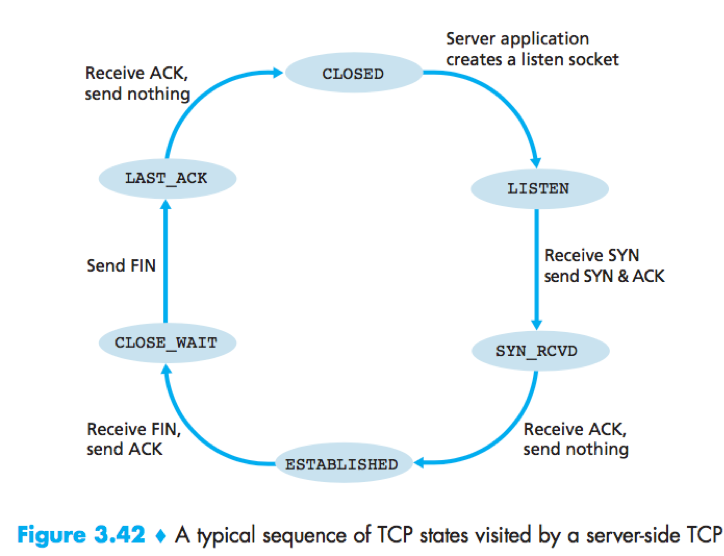 Server application
creates a listen socket
Receive ACK,
send nothing
CLOSED
LAST_ACK
LISTEN
Send FIN
Receive SYN
send SYN & ACK
CLOSE_WAIT
SYN_RCVD
Receive FIN,
send ACK
Receive ACK,
send nothing
ESTABLISHED
Figure 3.42 ♦ A typical sequence of TCP states visited by a server-side TCP